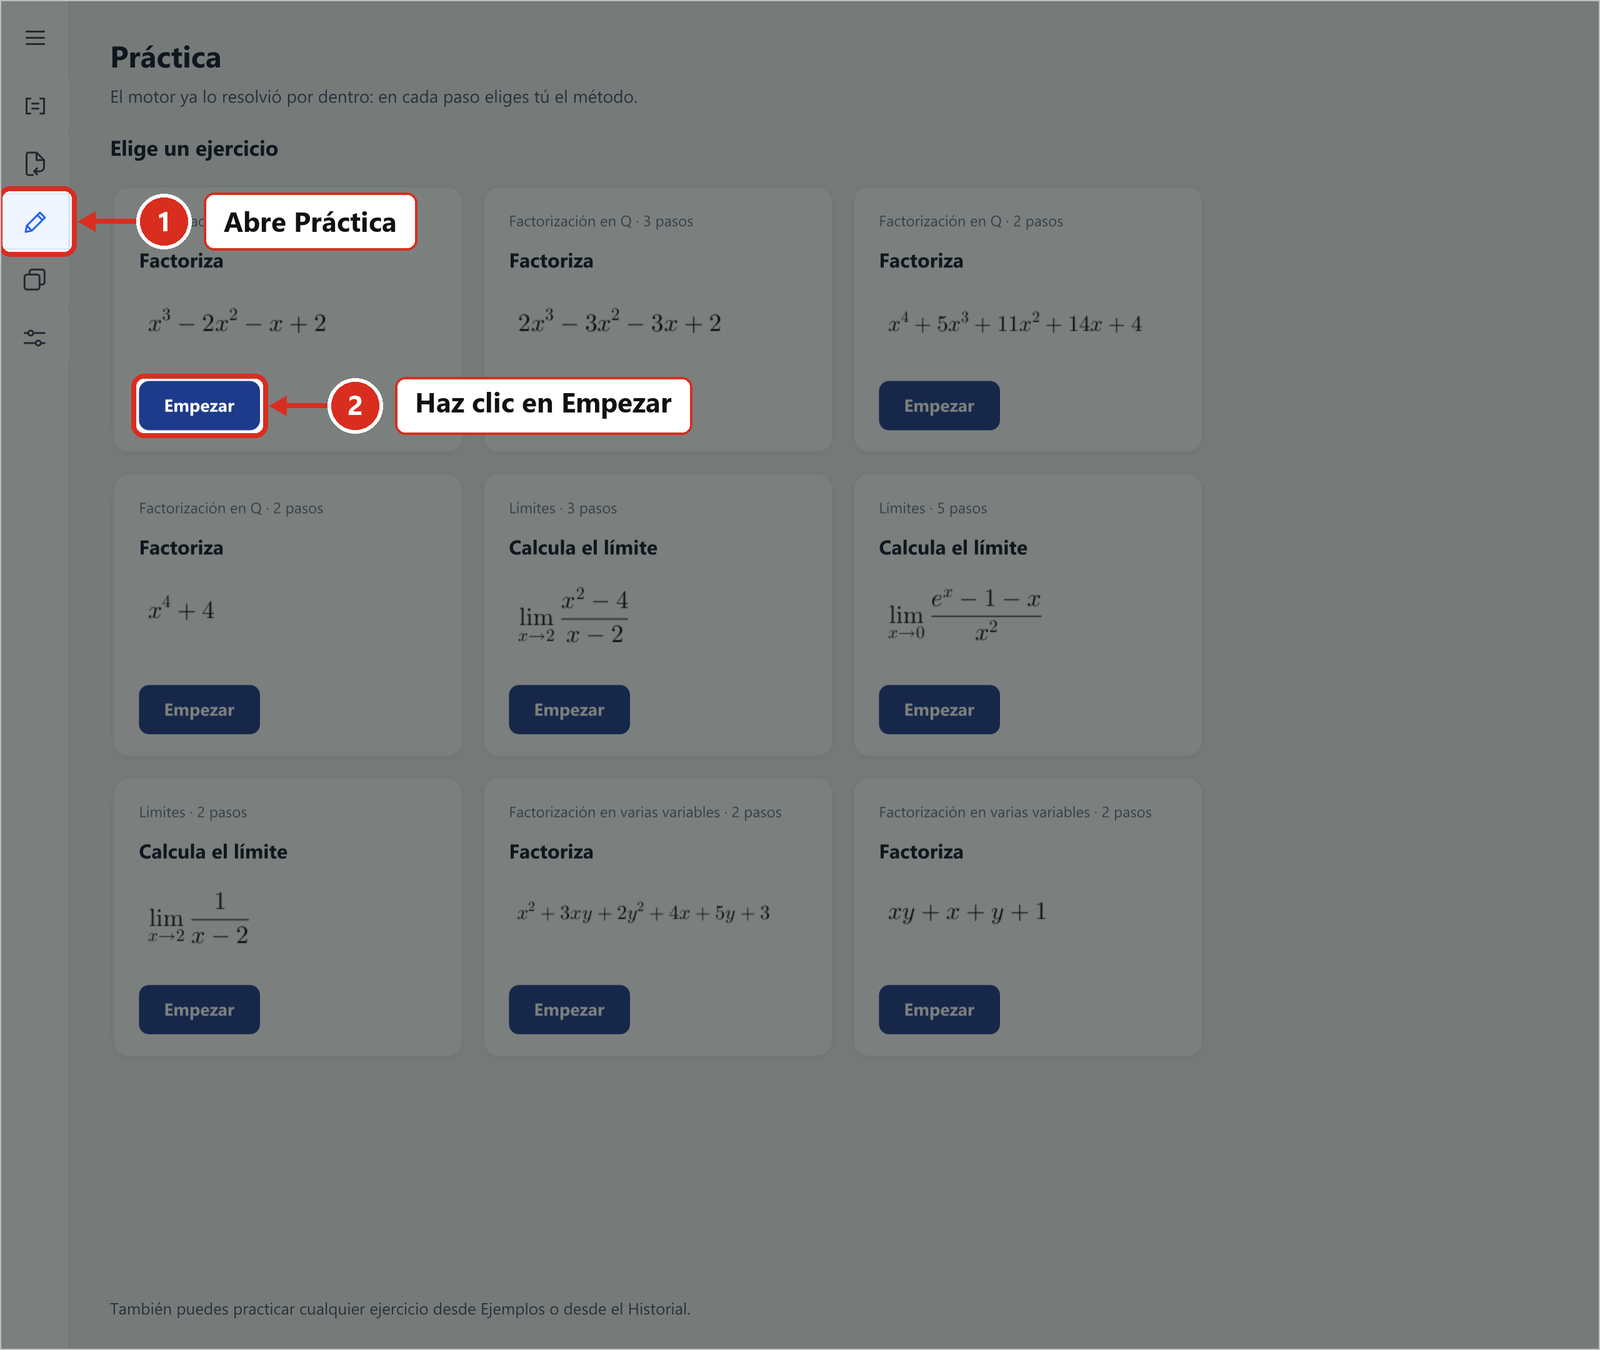 Práctica
El motor ya lo resolvió por dentro: en cada paso eliges tú el método.
Elige un ejercicio
1 Abre Práctica
Factoriza
x³ − 2x² − x + 2
Empezar
2 Haz clic en Empezar
Factorización en Q · 3 pasos
Factoriza
2x³ − 3x² − 3x + 2
Factorización en Q · 2 pasos
Factoriza
x⁴ + 5x³ + 11x² + 14x + 4
Empezar
Factorización en Q · 2 pasos
Factoriza
x⁴ + 4
Empezar
Límites · 3 pasos
Calcula el límite
lim x→2 (x² − 4)/(x − 2)
Empezar
Límites · 5 pasos
Calcula el límite
lim x→0 (eˣ − 1 − x)/x²
Empezar
Límites · 2 pasos
Calcula el límite
lim x→2 1/(x − 2)
Empezar
Factorización en varias variables · 2 pasos
Factoriza
x² + 3xy + 2y² + 4x + 5y + 3
Empezar
Factorización en varias variables · 2 pasos
Factoriza
xy + x + y + 1
Empezar
También puedes practicar cualquier ejercicio desde Ejemplos o desde el Historial.